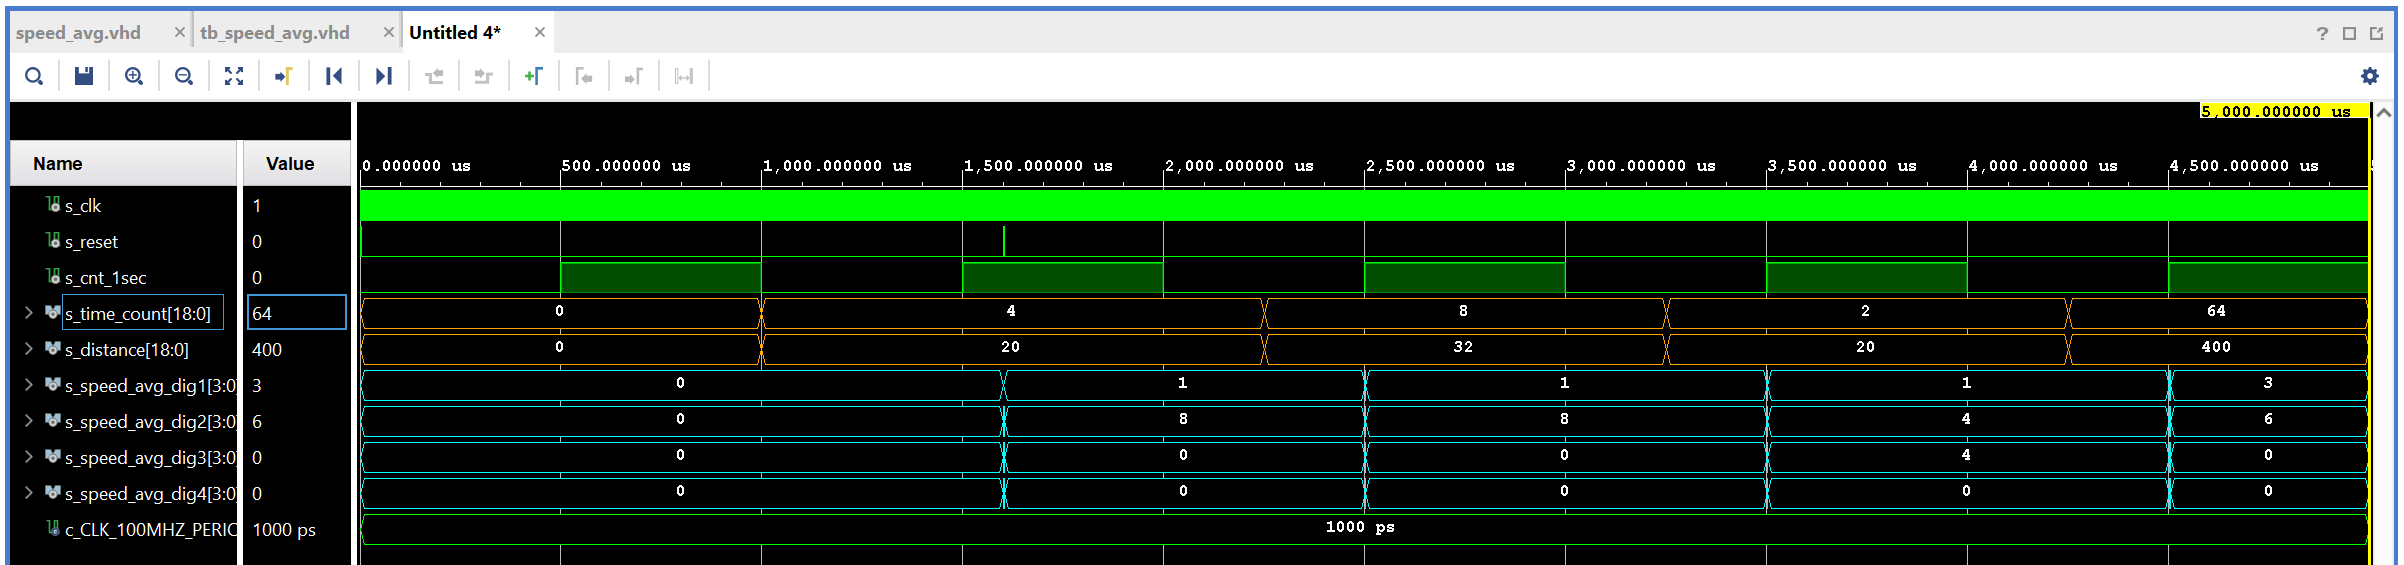 speed_avg.vhd × tb_speed_avg.vhd × Untitled 4* ×
5,000.000000 us
Name Value
0.000000 us 500.000000 us 1,000.000000 us 1,500.000000 us 2,000.000000 us 2,500.000000 us 3,000.000000 us 3,500.000000 us 4,000.000000 us 4,500.000000 us
s_clk 1
s_reset 0
s_cnt_1sec 0
s_time_count[18:0] 64 0 4 8 2 64
s_distance[18:0] 400 0 20 32 20 400
s_speed_avg_dig1[3:0] 3 0 1 1 1 3
s_speed_avg_dig2[3:0] 6 0 8 8 4 6
s_speed_avg_dig3[3:0] 0 0 0 0 4 0
s_speed_avg_dig4[3:0] 0 0 0 0 0 0
c_CLK_100MHZ_PERIO 1000 ps 1000 ps